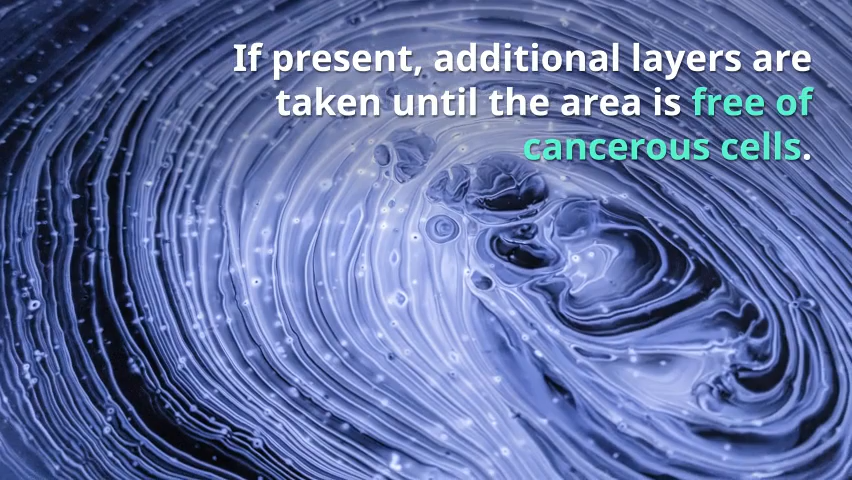 If present, additional layers are
taken until the area is free of
cancerous cells.